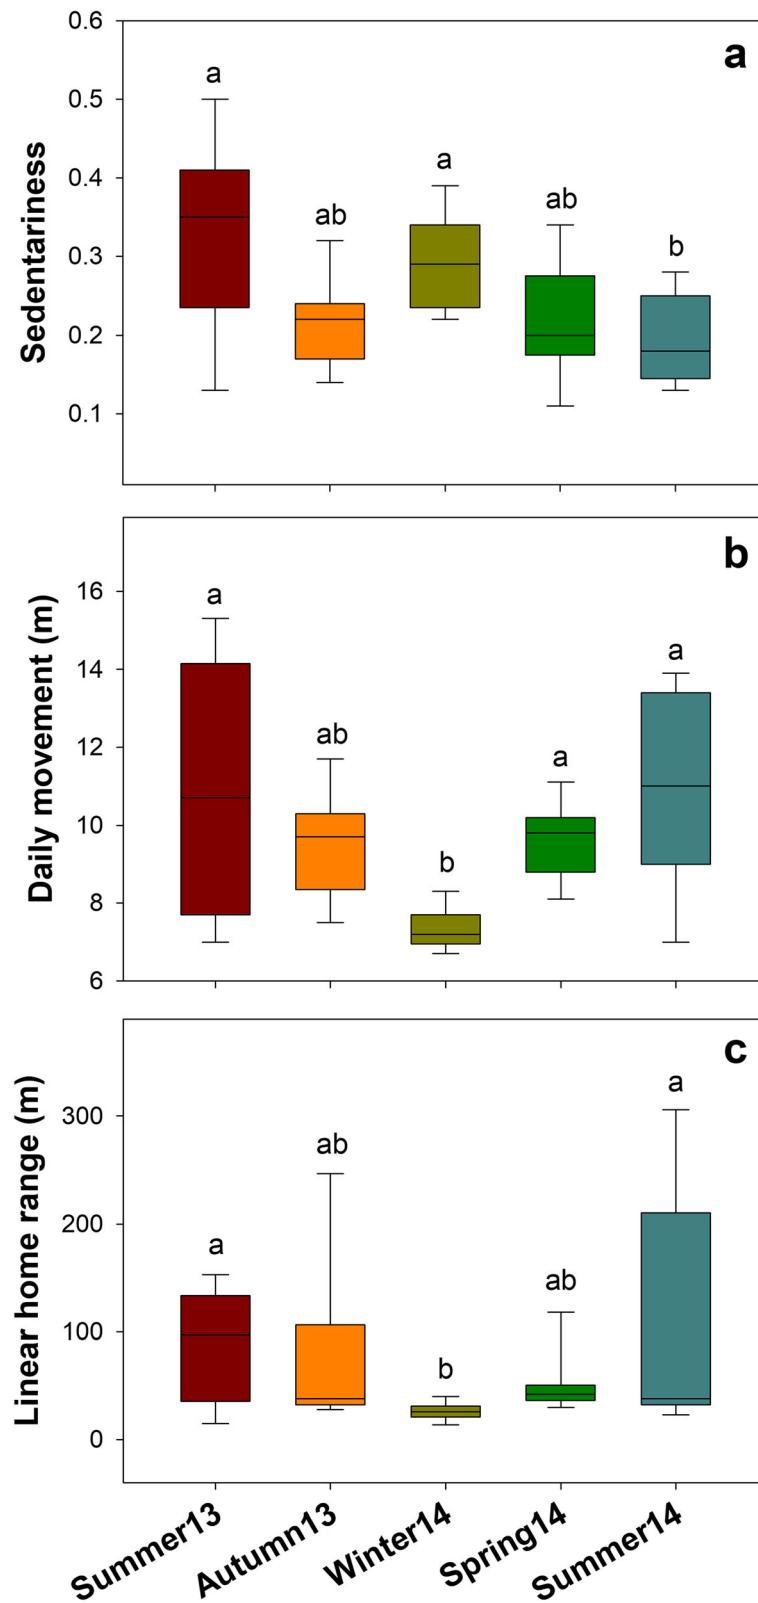 a
Sedentariness
0.6
0.5
0.4
0.3
0.2
0.1
a
ab
a
ab
b
b
Daily movement (m)
16
14
12
10
8
6
a
ab
b
a
a
c
Linear home range (m)
300
200
100
0
a
ab
b
ab
a
Summer13
Autumn13
Winter14
Spring14
Summer14